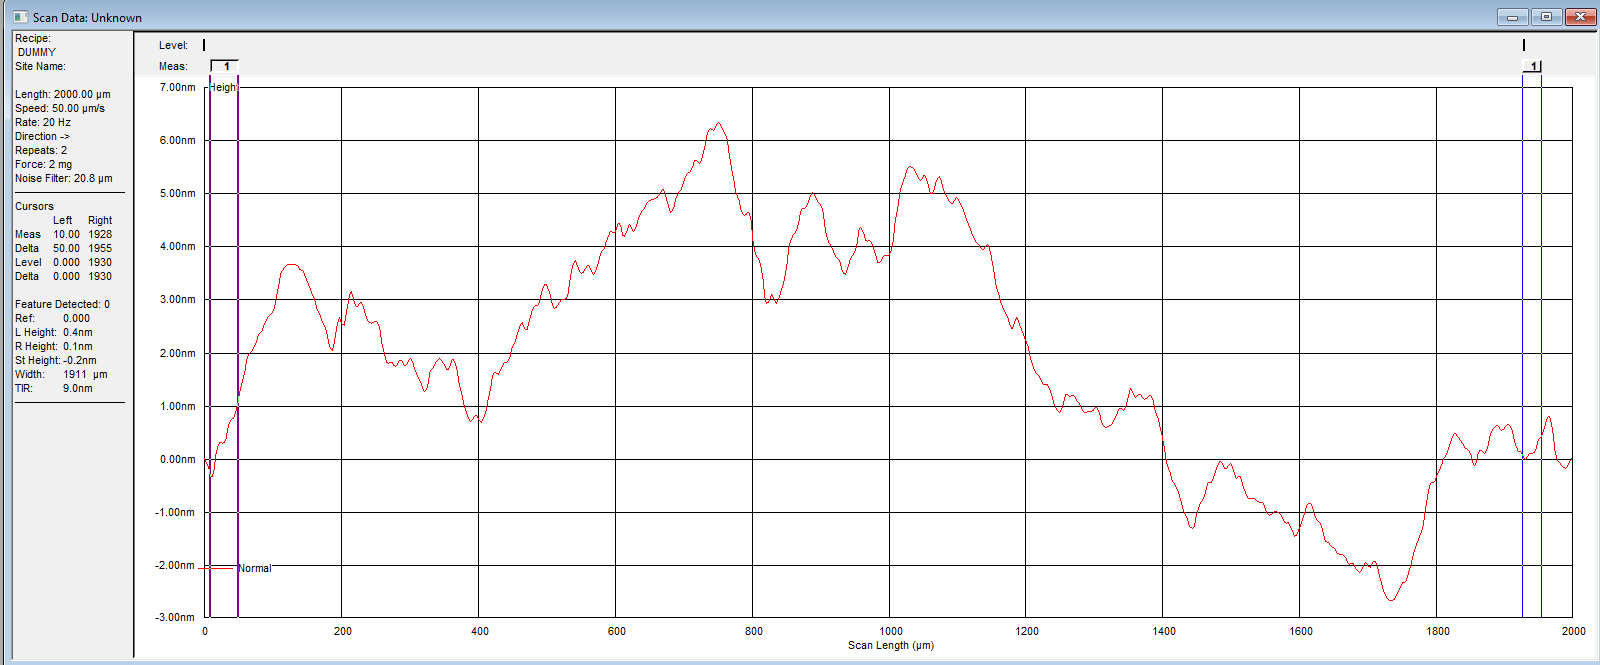 Scan Data: Unknown
Recipe:
DUMMY
Site Name:
Length: 2000.00 µm
Speed: 50.00 µm/s
Rate: 20 Hz
Direction ->
Repeats: 2
Force: 2 mg
Noise Filter: 20.8 µm
Cursors
Left Right
Meas 10.00 1928
Delta 50.00 1955
Level 0.000 1930
Delta 0.000 1930
Feature Detected: 0
Ref: 0.000
L Height: 0.4nm
R Height: 0.1nm
St Height: -0.2nm
Width: 1911 µm
TIR: 9.0nm
Level:
Meas: 1 1
7.00nm Height
6.00nm
5.00nm
4.00nm
3.00nm
2.00nm
1.00nm
0.00nm
-1.00nm
-2.00nm Normal
-3.00nm
0 200 400 600 800 1000 1200 1400 1600 1800 2000
Scan Length (µm)